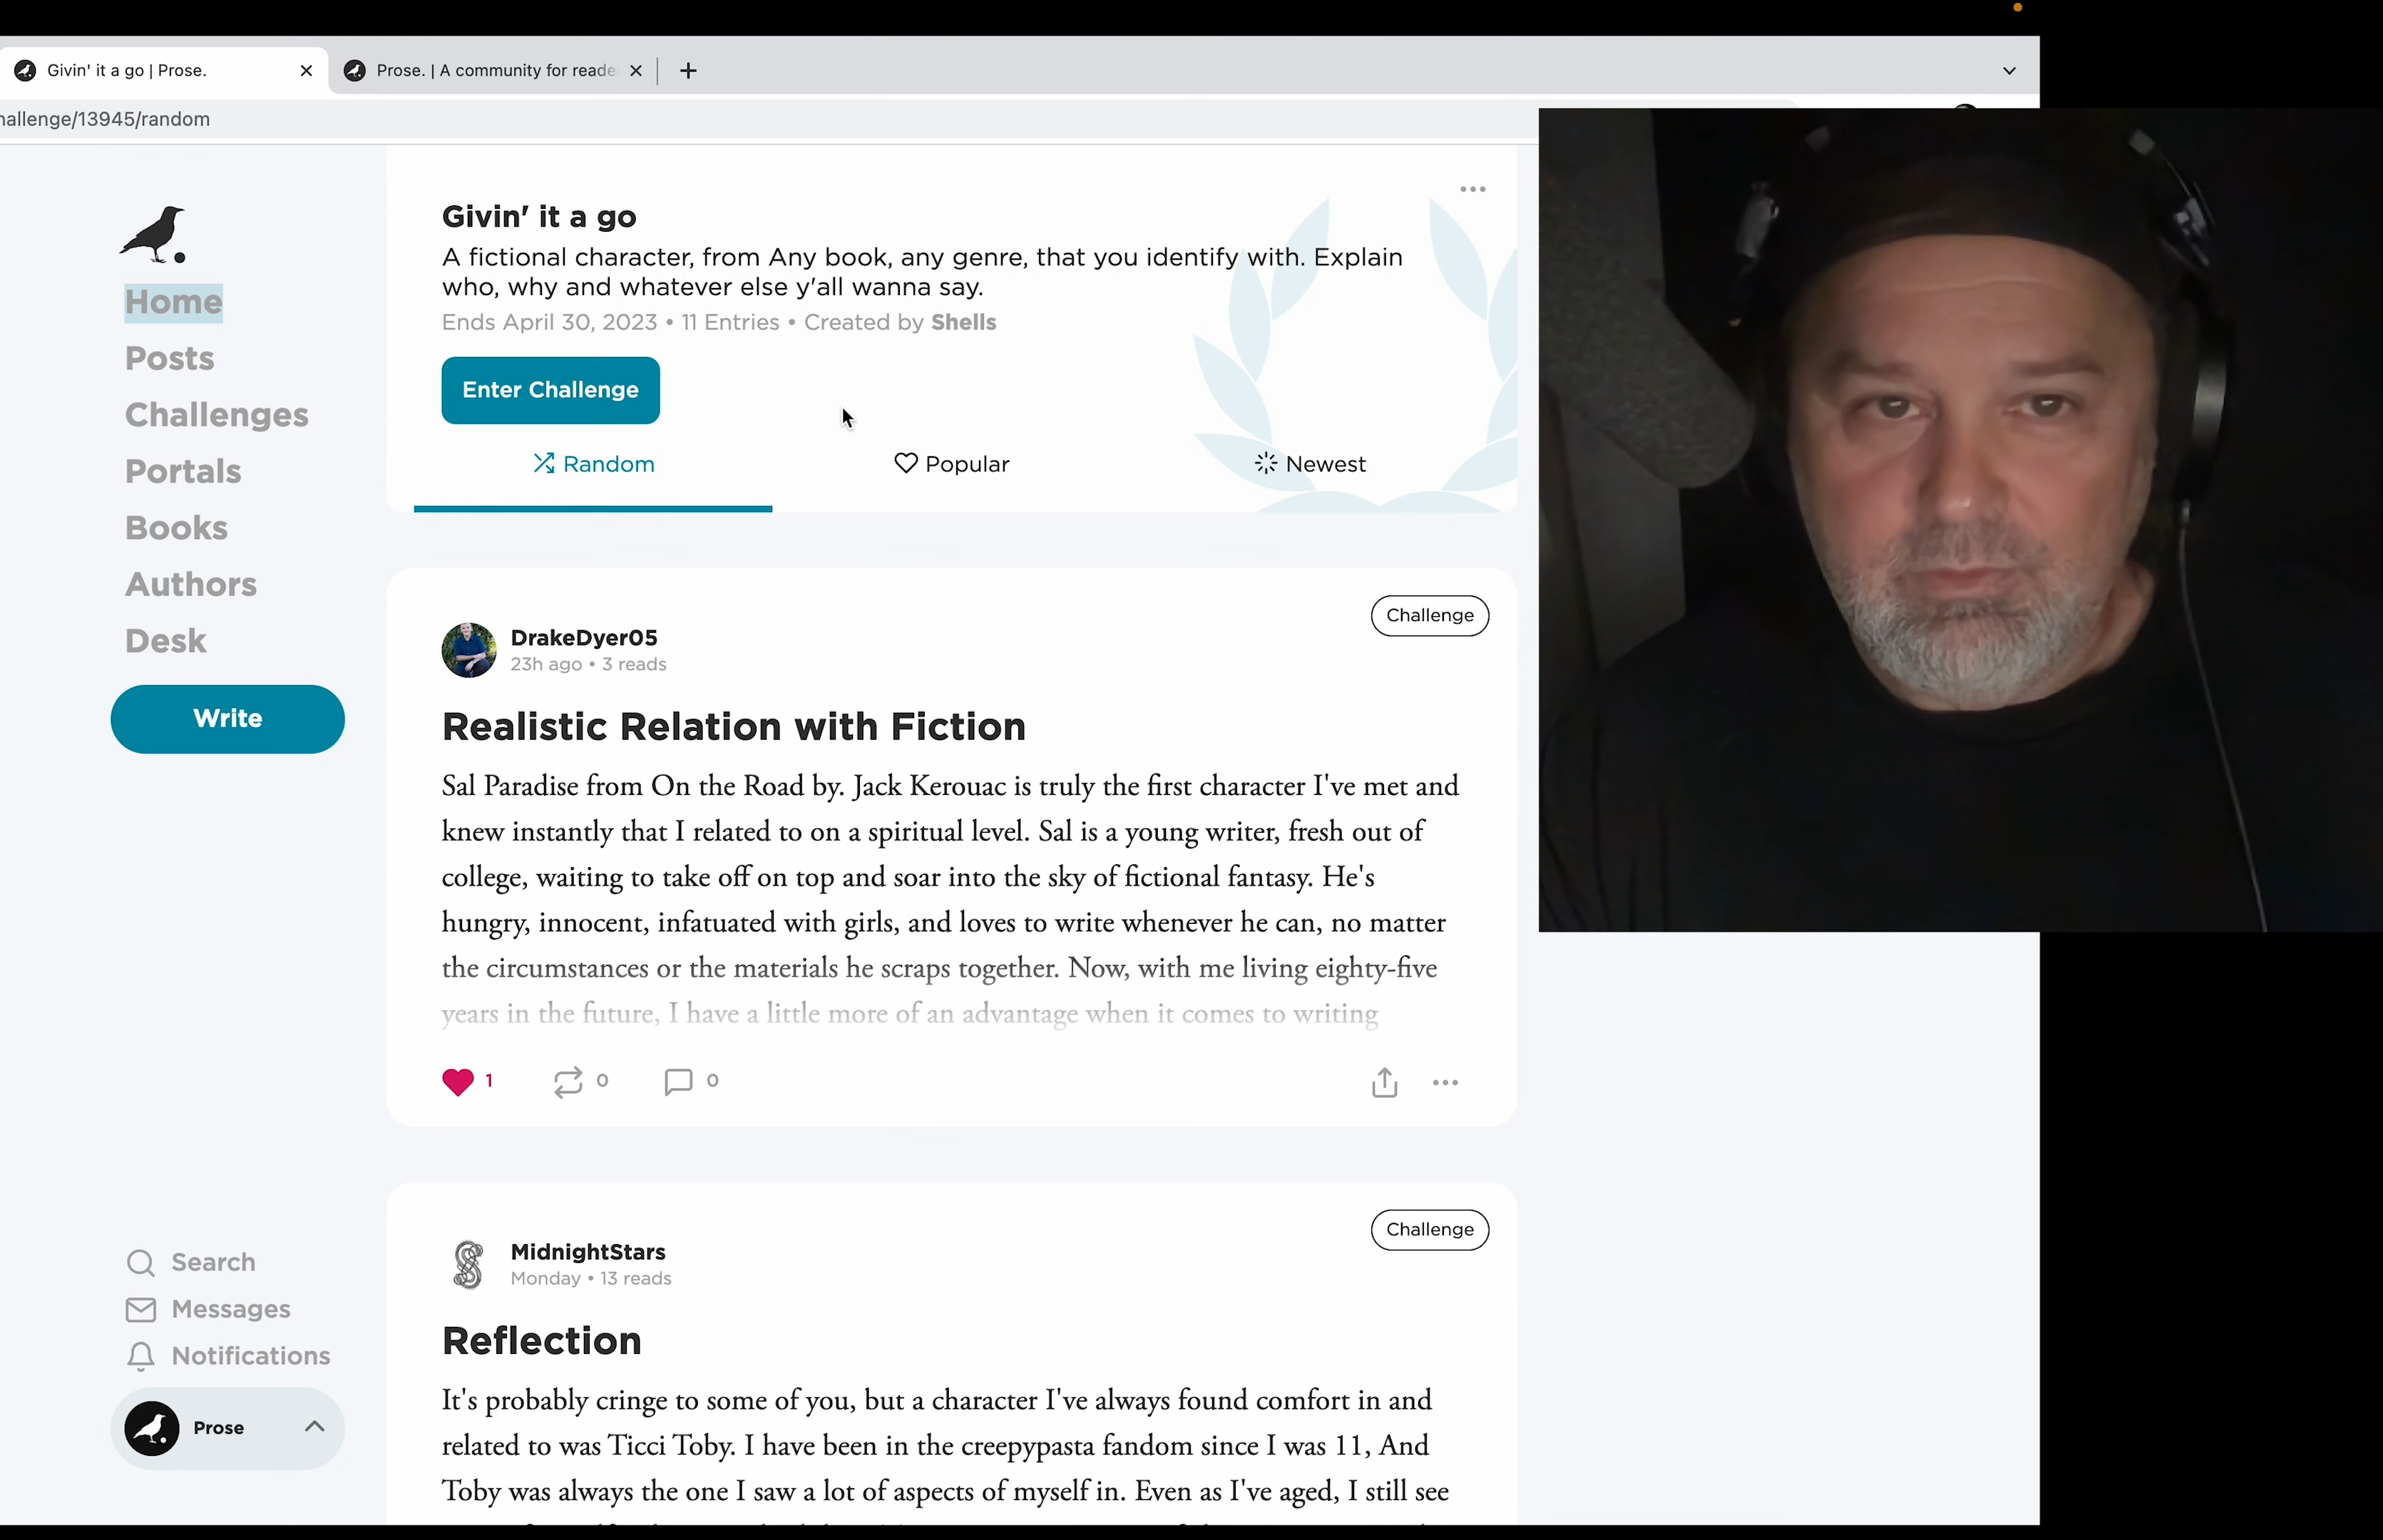 Givin' it a go | Prose.
Prose. | A community for reade
hallenge/13945/random
Home
Posts
Challenges
Portals
Books
Authors
Desk
Write
Search
Messages
Notifications
Prose
Givin' it a go
A fictional character, from Any book, any genre, that you identify with. Explain
who, why and whatever else y'all wanna say.
Ends April 30, 2023 • 11 Entries • Created by Shells
Enter Challenge
Random
Popular
Newest
Challenge
DrakeDyer05
23h ago • 3 reads
Realistic Relation with Fiction
Sal Paradise from On the Road by. Jack Kerouac is truly the first character I've met and
knew instantly that I related to on a spiritual level. Sal is a young writer, fresh out of
college, waiting to take off on top and soar into the sky of fictional fantasy. He's
hungry, innocent, infatuated with girls, and loves to write whenever he can, no matter
the circumstances or the materials he scraps together. Now, with me living eighty-five
years in the future, I have a little more of an advantage when it comes to writing
1
0
0
Challenge
MidnightStars
Monday • 13 reads
Reflection
It's probably cringe to some of you, but a character I've always found comfort in and
related to was Ticci Toby. I have been in the creepypasta fandom since I was 11, And
Toby was always the one I saw a lot of aspects of myself in. Even as I've aged, I still see